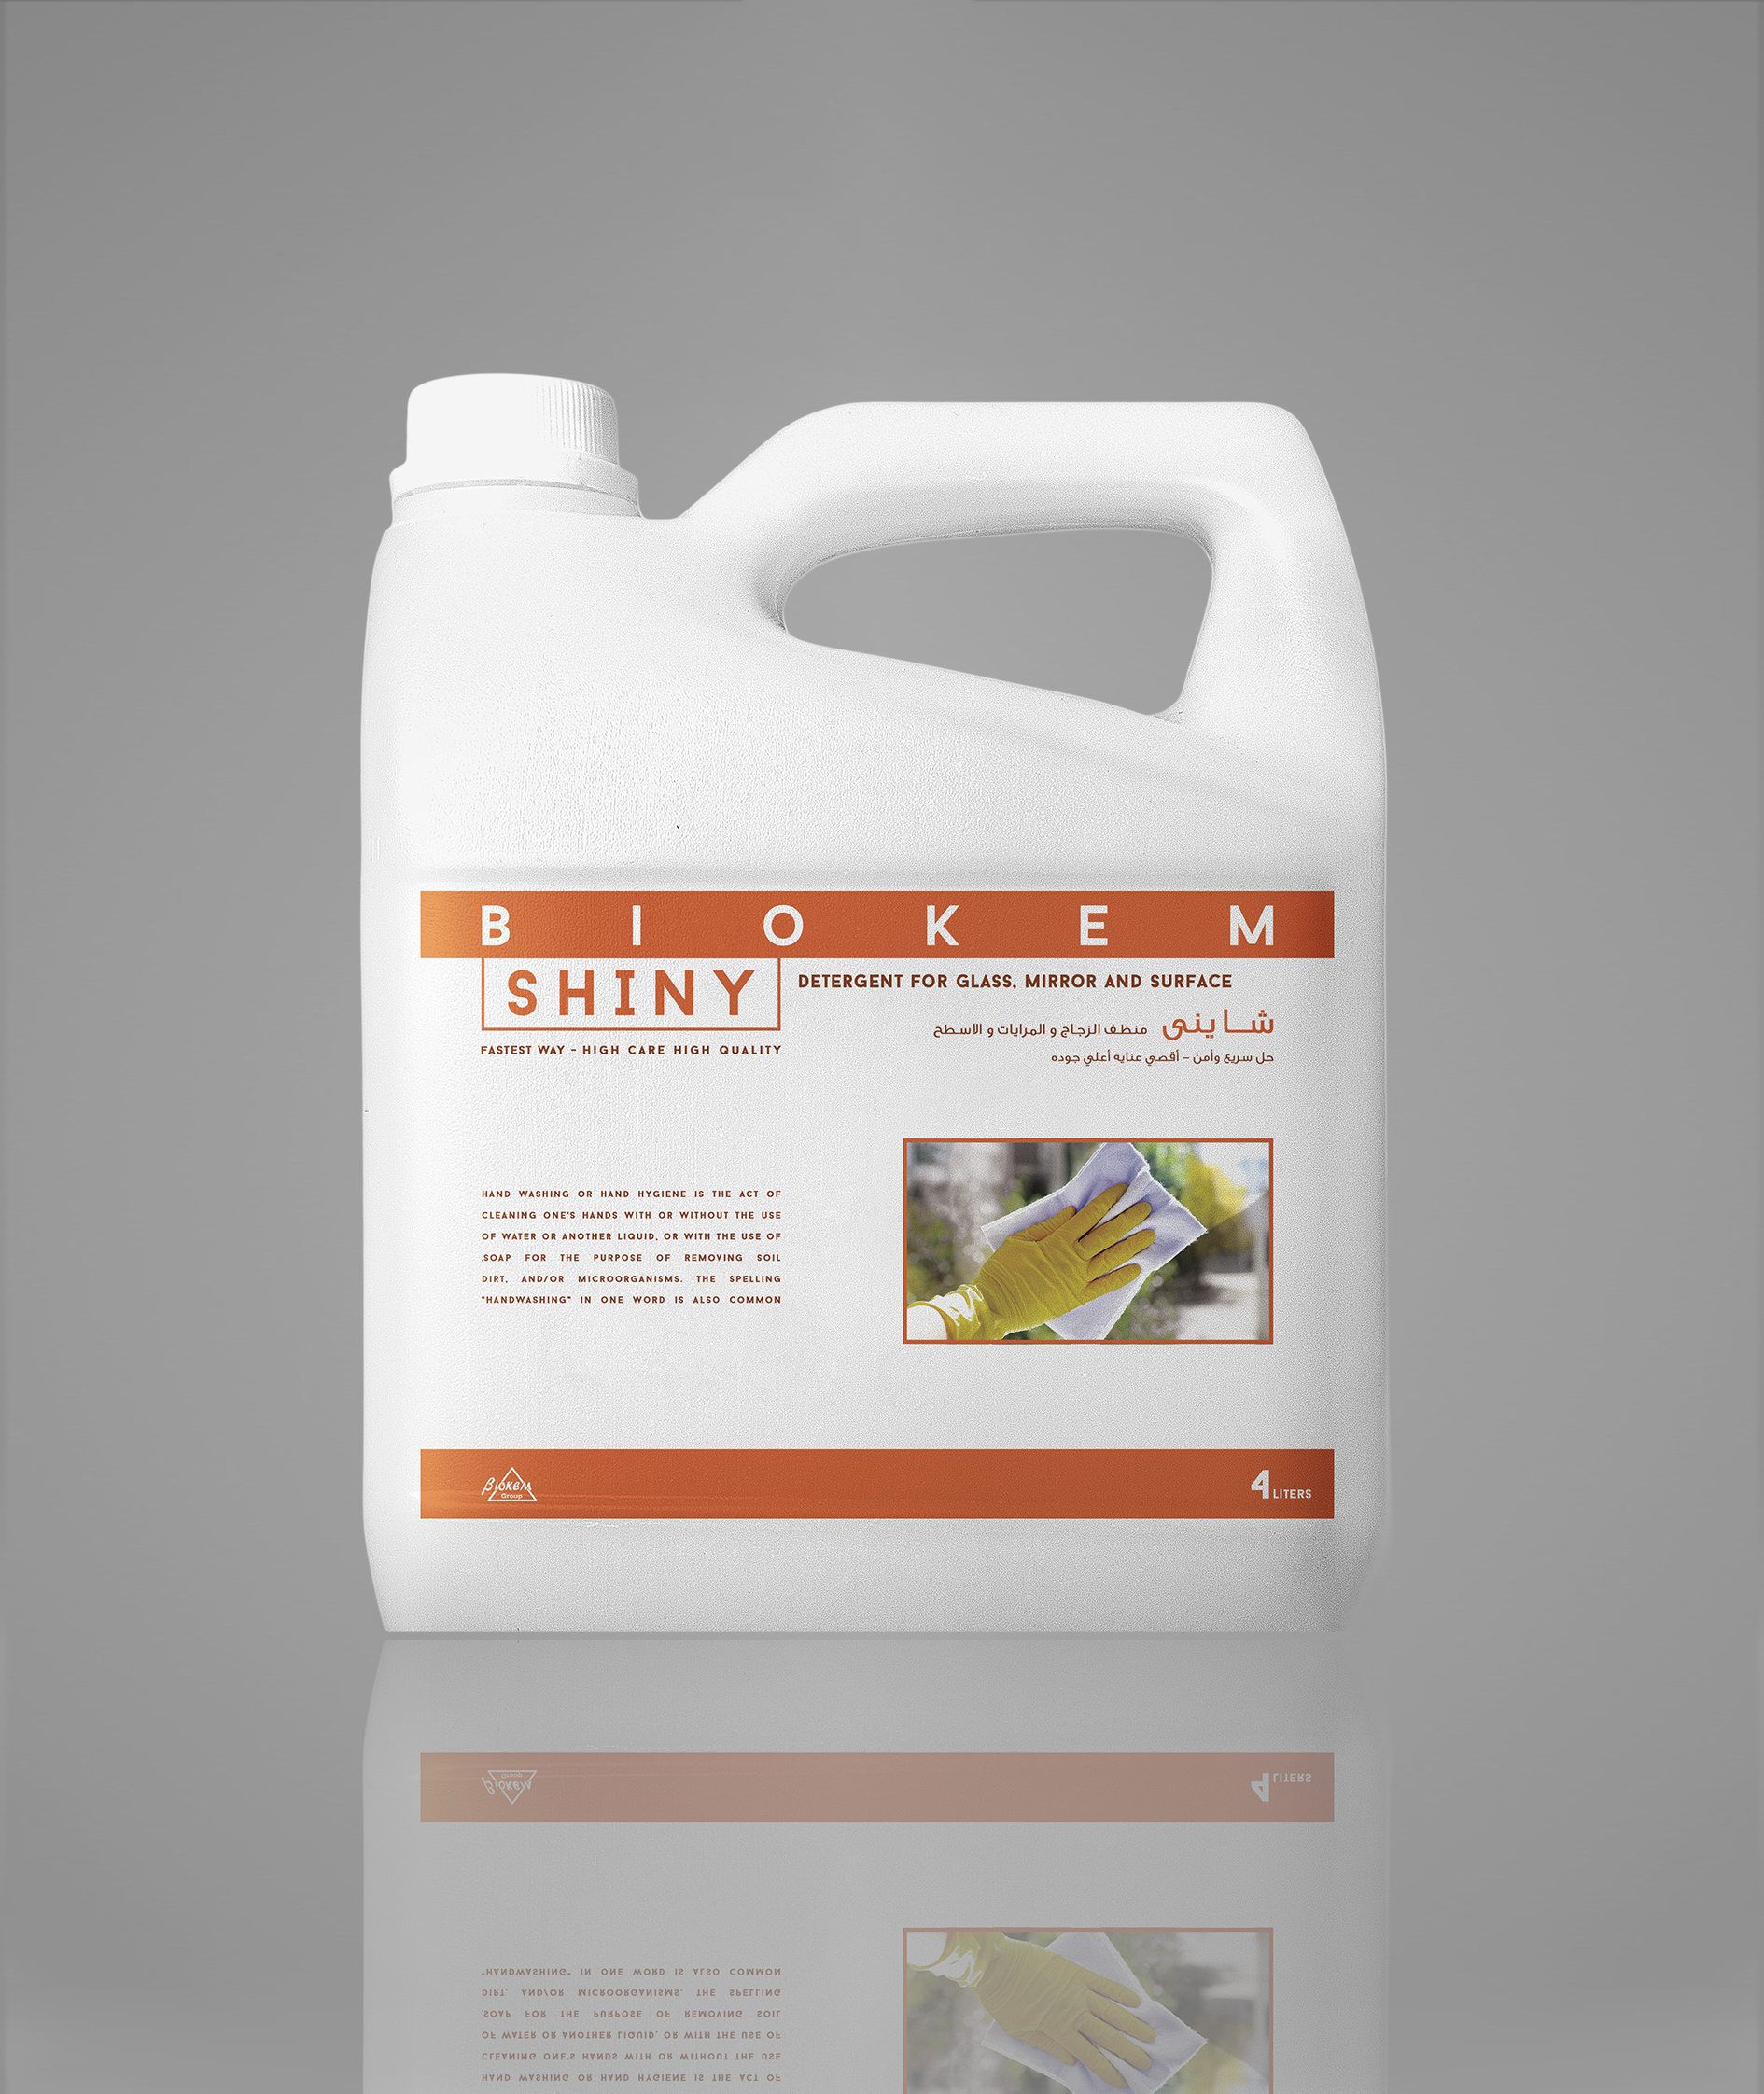 BIOKEM
SHINY
DETERGENT FOR GLASS, MIRROR AND SURFACE
شاينى منظف الزجاج و المرايات و الاسطح
FASTEST WAY - HIGH CARE HIGH QUALITY
حل سريع وأمن - أقصي عنايه أعلي جوده
HAND WASHING OR HAND HYGIENE IS THE ACT OF
CLEANING ONE'S HANDS WITH OR WITHOUT THE USE
OF WATER OR ANOTHER LIQUID, OR WITH THE USE OF
,SOAP FOR THE PURPOSE OF REMOVING SOIL
DIRT, AND/OR MICROORGANISMS. THE SPELLING
"HANDWASHING" IN ONE WORD IS ALSO COMMON
Biokem
Group
4 LITERS